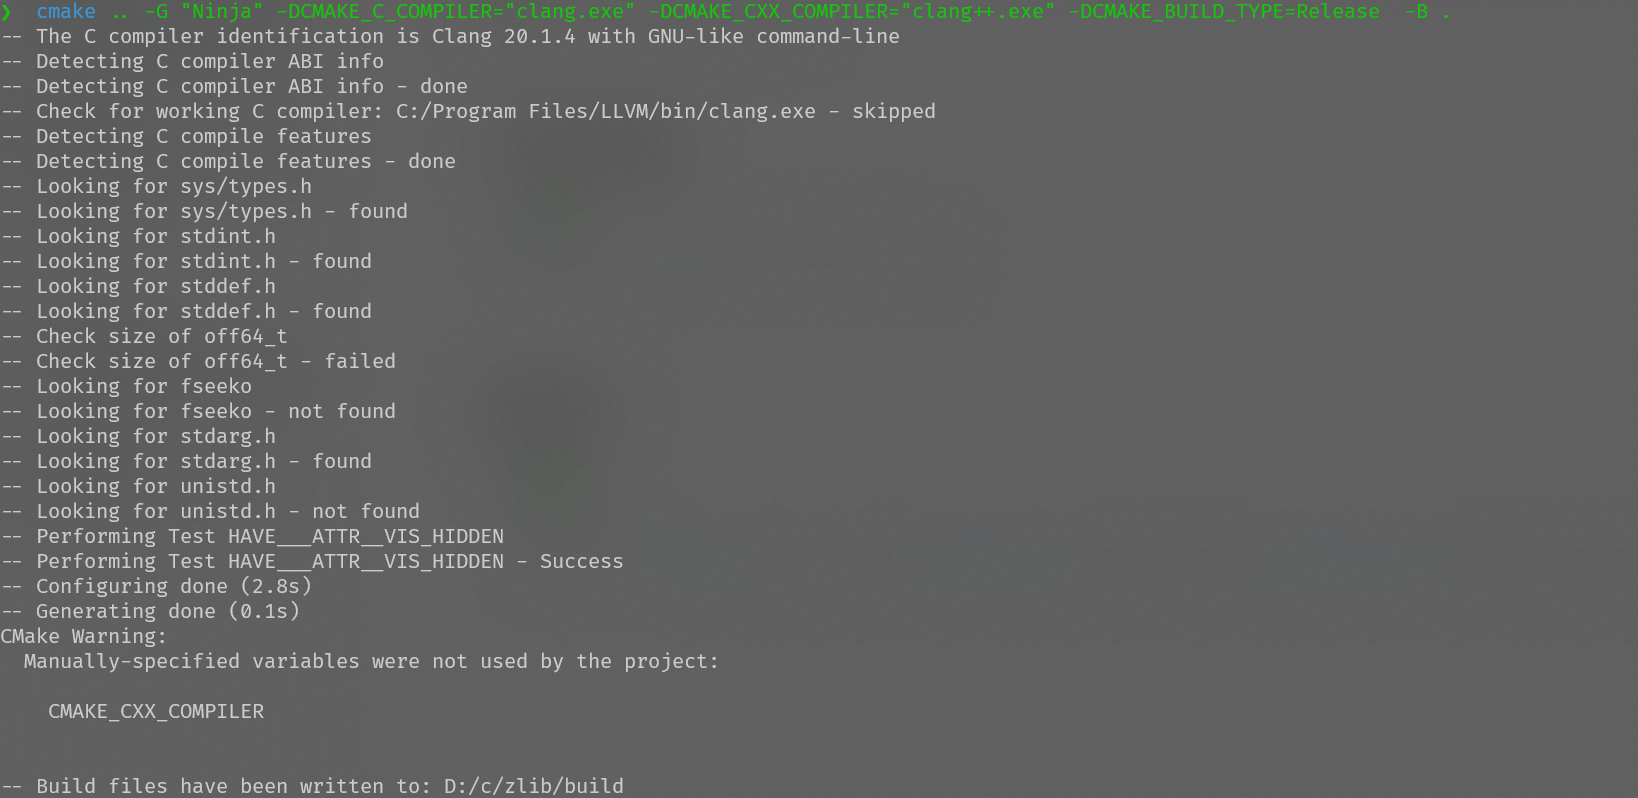 ❯ cmake .. -G "Ninja" -DCMAKE_C_COMPILER="clang.exe" -DCMAKE_CXX_COMPILER="clang++.exe" -DCMAKE_BUILD_TYPE=Release  -B .
-- The C compiler identification is Clang 20.1.4 with GNU-like command-line
-- Detecting C compiler ABI info
-- Detecting C compiler ABI info - done
-- Check for working C compiler: C:/Program Files/LLVM/bin/clang.exe - skipped
-- Detecting C compile features
-- Detecting C compile features - done
-- Looking for sys/types.h
-- Looking for sys/types.h - found
-- Looking for stdint.h
-- Looking for stdint.h - found
-- Looking for stddef.h
-- Looking for stddef.h - found
-- Check size of off64_t
-- Check size of off64_t - failed
-- Looking for fseeko
-- Looking for fseeko - not found
-- Looking for stdarg.h
-- Looking for stdarg.h - found
-- Looking for unistd.h
-- Looking for unistd.h - not found
-- Performing Test HAVE___ATTR__VIS_HIDDEN
-- Performing Test HAVE___ATTR__VIS_HIDDEN - Success
-- Configuring done (2.8s)
-- Generating done (0.1s)
CMake Warning:
  Manually-specified variables were not used by the project:
    CMAKE_CXX_COMPILER
-- Build files have been written to: D:/c/zlib/build